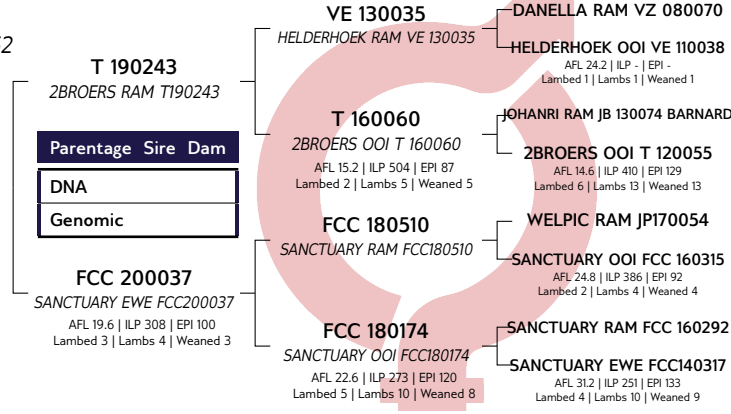 62
T 190243
2BROERS RAM T190243
Parentage Sire Dam
DNA
Genomic
FCC 200037
SANCTUARY EWE FCC200037
AFL 19.6 | ILP 308 | EPI 100
Lambed 3 | Lambs 4 | Weaned 3
VE 130035
HELDERHOEK RAM VE 130035
T 160060
2BROERS OOI T 160060
AFL 15.2 | ILP 504 | EPI 87
Lambed 2 | Lambs 5 | Weaned 5
FCC 180510
SANCTUARY RAM FCC180510
FCC 180174
SANCTUARY OOI FCC180174
AFL 22.6 | ILP 273 | EPI 120
Lambed 5 | Lambs 10 | Weaned 8
DANELLA RAM VZ 080070
HELDERHOEK OOI VE 110038
AFL 24.2 | ILP - | EPI -
Lambed 1 | Lambs 1 | Weaned 1
JOHANRI RAM JB 130074 BARNARD
2BROERS OOI T 120055
AFL 14.6 | ILP 410 | EPI 129
Lambed 6 | Lambs 13 | Weaned 13
WELPIC RAM JP170054
SANCTUARY OOI FCC 160315
AFL 24.8 | ILP 386 | EPI 92
Lambed 2 | Lambs 4 | Weaned 4
SANCTUARY RAM FCC 160292
SANCTUARY EWE FCC140317
AFL 31.2 | ILP 251 | EPI 133
Lambed 4 | Lambs 10 | Weaned 9